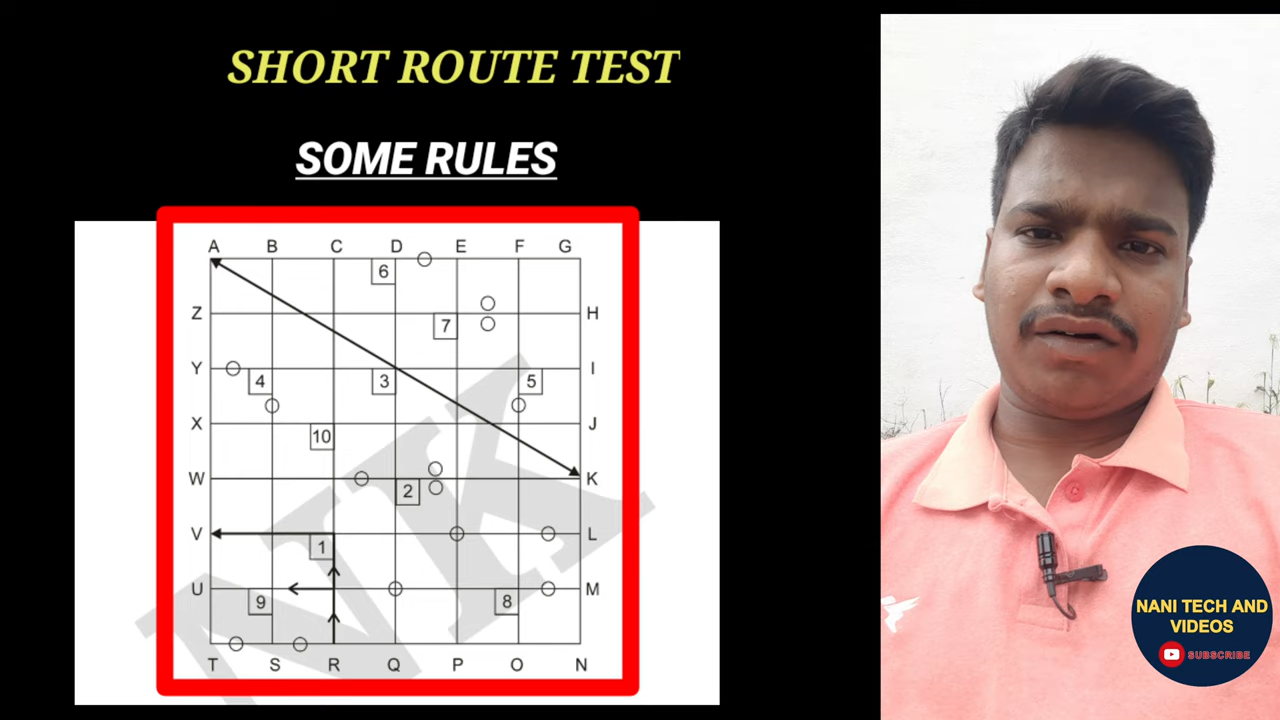 SHORT ROUTE TEST
SOME RULES
A B C D E F G
6
Z 7 H
Y 4 3 5 I
X 10 J
W 2 K
V 1 L
U 9 8 M
T S R Q P O N
NK
NANI TECH AND
VIDEOS
SUBSCRIBE